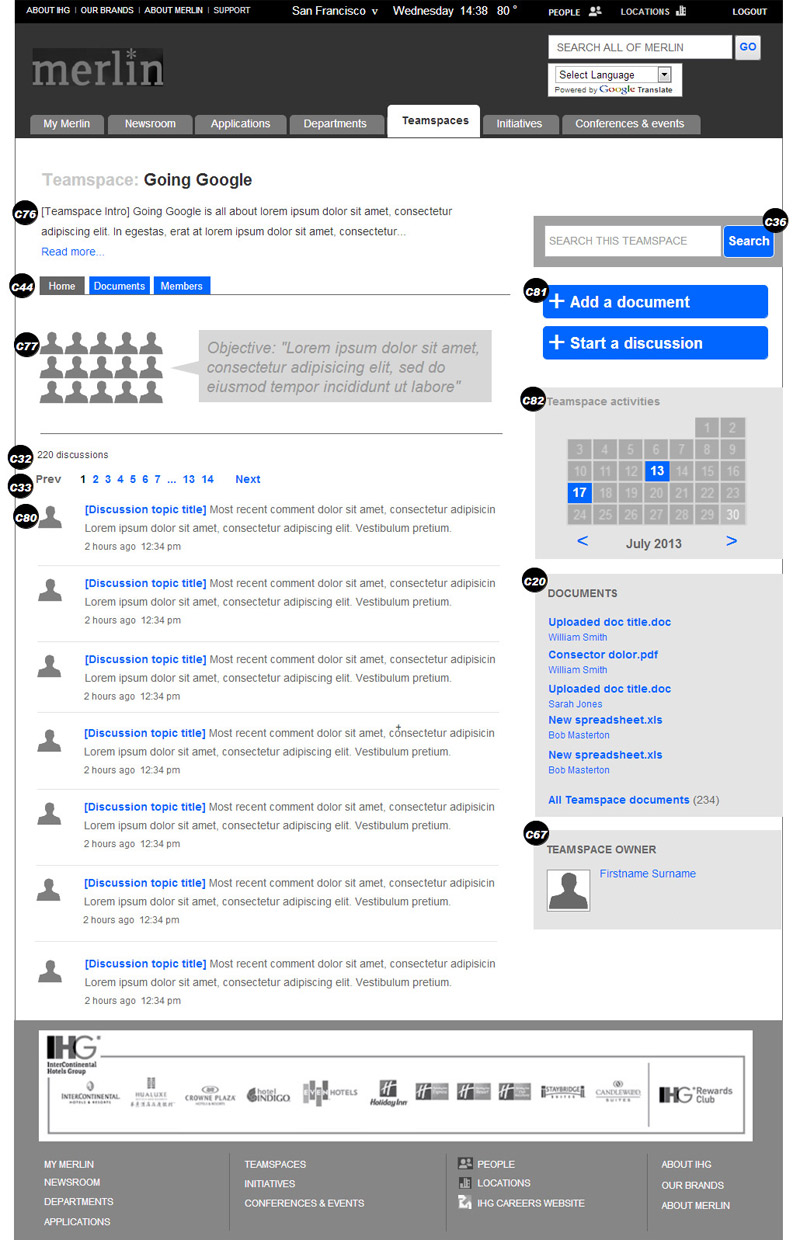 ABOUT IHG | OUR BRANDS | ABOUT MERLIN | SUPPORT San Francisco v Wednesday 14:38 80 ° PEOPLE LOCATIONS LOGOUT
merlin
SEARCH ALL OF MERLIN GO
Select Language
Powered by Google Translate
My Merlin Newsroom Applications Departments Teamspaces Initiatives Conferences & events
Teamspace: Going Google
C76 [Teamspace Intro] Going Google is all about lorem ipsum dolor sit amet, consectetur
adipiscing elit. In egestas, erat at lorem ipsum dolor sit amet, consectetur...
Read more...
C44 Home Documents Members
C77
Objective: "Lorem ipsum dolor sit amet,
consectetur adipisicing elit, sed do
eiusmod tempor incididunt ut labore"
C32 220 discussions
C33 Prev 1 2 3 4 5 6 7 ... 13 14 Next
C80 [Discussion topic title] Most recent comment dolor sit amet, consectetur adipisicin
Lorem ipsum dolor sit amet, consectetur adipiscing elit. Vestibulum pretium.
2 hours ago 12:34 pm
[Discussion topic title] Most recent comment dolor sit amet, consectetur adipisicin
Lorem ipsum dolor sit amet, consectetur adipiscing elit. Vestibulum pretium.
2 hours ago 12:34 pm
[Discussion topic title] Most recent comment dolor sit amet, consectetur adipisicin
Lorem ipsum dolor sit amet, consectetur adipiscing elit. Vestibulum pretium.
2 hours ago 12:34 pm
[Discussion topic title] Most recent comment dolor sit amet, consectetur adipisicin
Lorem ipsum dolor sit amet, consectetur adipiscing elit. Vestibulum pretium.
2 hours ago 12:34 pm
[Discussion topic title] Most recent comment dolor sit amet, consectetur adipisicin
Lorem ipsum dolor sit amet, consectetur adipiscing elit. Vestibulum pretium.
2 hours ago 12:34 pm
[Discussion topic title] Most recent comment dolor sit amet, consectetur adipisicin
Lorem ipsum dolor sit amet, consectetur adipiscing elit. Vestibulum pretium.
2 hours ago 12:34 pm
[Discussion topic title] Most recent comment dolor sit amet, consectetur adipisicin
Lorem ipsum dolor sit amet, consectetur adipiscing elit. Vestibulum pretium.
2 hours ago 12:34 pm
C36
SEARCH THIS TEAMSPACE Search
C81 + Add a document
+ Start a discussion
C82 Teamspace activities
1 2
3 4 5 6 7 8 9
10 11 12 13 14 15 16
17 18 19 20 21 22 23
24 25 26 27 28 29 30
< July 2013 >
C20
DOCUMENTS
Uploaded doc title.doc
William Smith
Consector dolor.pdf
William Smith
Uploaded doc title.doc
Sarah Jones
New spreadsheet.xls
Bob Masterton
New spreadsheet.xls
Bob Masterton
All Teamspace documents (234)
C67
TEAMSPACE OWNER
Firstname Surname
IHG
InterContinental
Hotels Group
INTERCONTINENTAL HUALUXE CROWNE PLAZA hotel INDIGO EVEN HOTELS Holiday Inn STAYBRIDGE SUITES CANDLEWOOD SUITES IHG Rewards Club
MY MERLIN TEAMSPACES PEOPLE ABOUT IHG
NEWSROOM INITIATIVES LOCATIONS OUR BRANDS
DEPARTMENTS CONFERENCES & EVENTS IHG CAREERS WEBSITE ABOUT MERLIN
APPLICATIONS